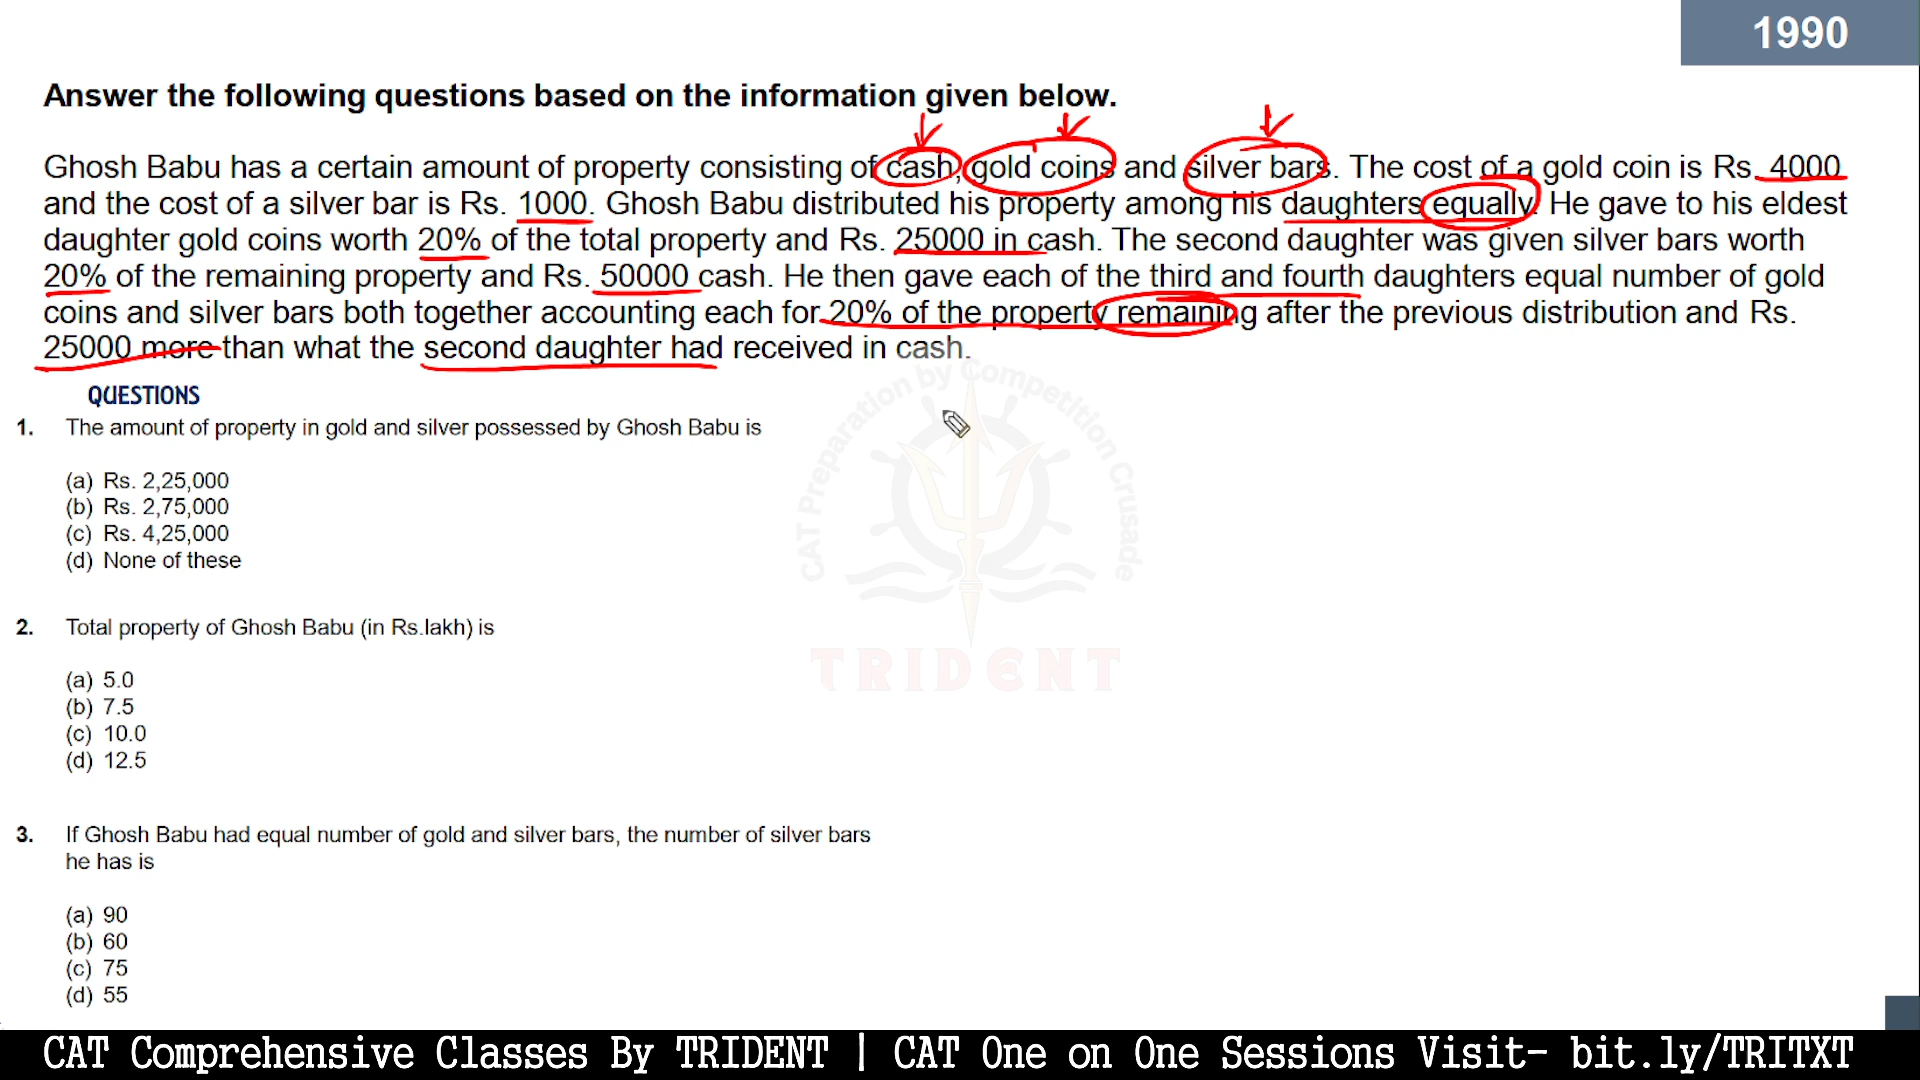 1990
Answer the following questions based on the information given below.
Ghosh Babu has a certain amount of property consisting of cash, gold coins and silver bars. The cost of a gold coin is Rs. 4000
and the cost of a silver bar is Rs. 1000. Ghosh Babu distributed his property among his daughters equally. He gave to his eldest
daughter gold coins worth 20% of the total property and Rs. 25000 in cash. The second daughter was given silver bars worth
20% of the remaining property and Rs. 50000 cash. He then gave each of the third and fourth daughters equal number of gold
coins and silver bars both together accounting each for 20% of the property remaining after the previous distribution and Rs.
25000 more than what the second daughter had received in cash.
QUESTIONS
1. The amount of property in gold and silver possessed by Ghosh Babu is
(a) Rs. 2,25,000
(b) Rs. 2,75,000
(c) Rs. 4,25,000
(d) None of these
2. Total property of Ghosh Babu (in Rs.lakh) is
(a) 5.0
(b) 7.5
(c) 10.0
(d) 12.5
3. If Ghosh Babu had equal number of gold and silver bars, the number of silver bars
he has is
(a) 90
(b) 60
(c) 75
(d) 55
CAT Preparation by Competition Crusade
TRIDENT
CAT Comprehensive Classes By TRIDENT | CAT One on One Sessions Visit- bit.ly/TRITXT